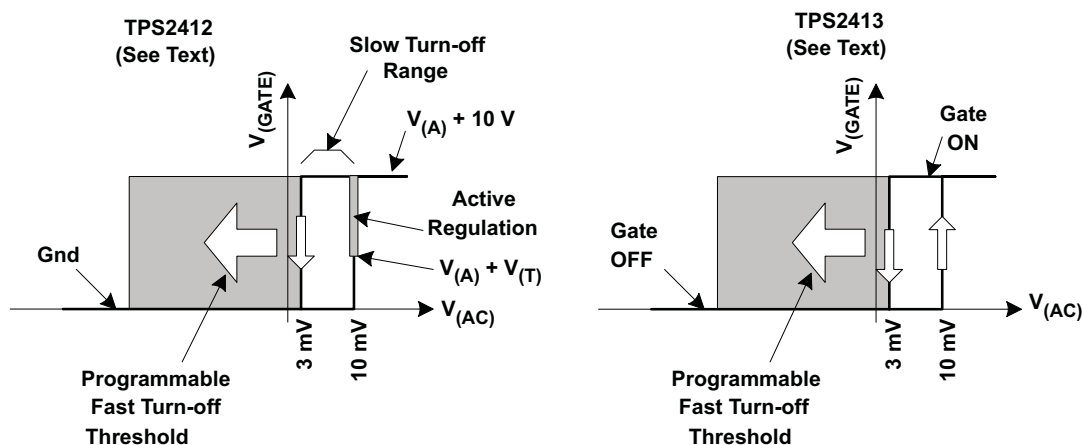 TPS2412
(See Text)
Slow Turn-off
Range
V(GATE)
V(A) + 10 V
Active
Regulation
Gnd
V(A) + V(T)
V(AC)
3 mV
10 mV
Programmable
Fast Turn-off
Threshold
TPS2413
(See Text)
V(GATE)
Gate
ON
Gate
OFF
V(AC)
3 mV
10 mV
Programmable
Fast Turn-off
Threshold